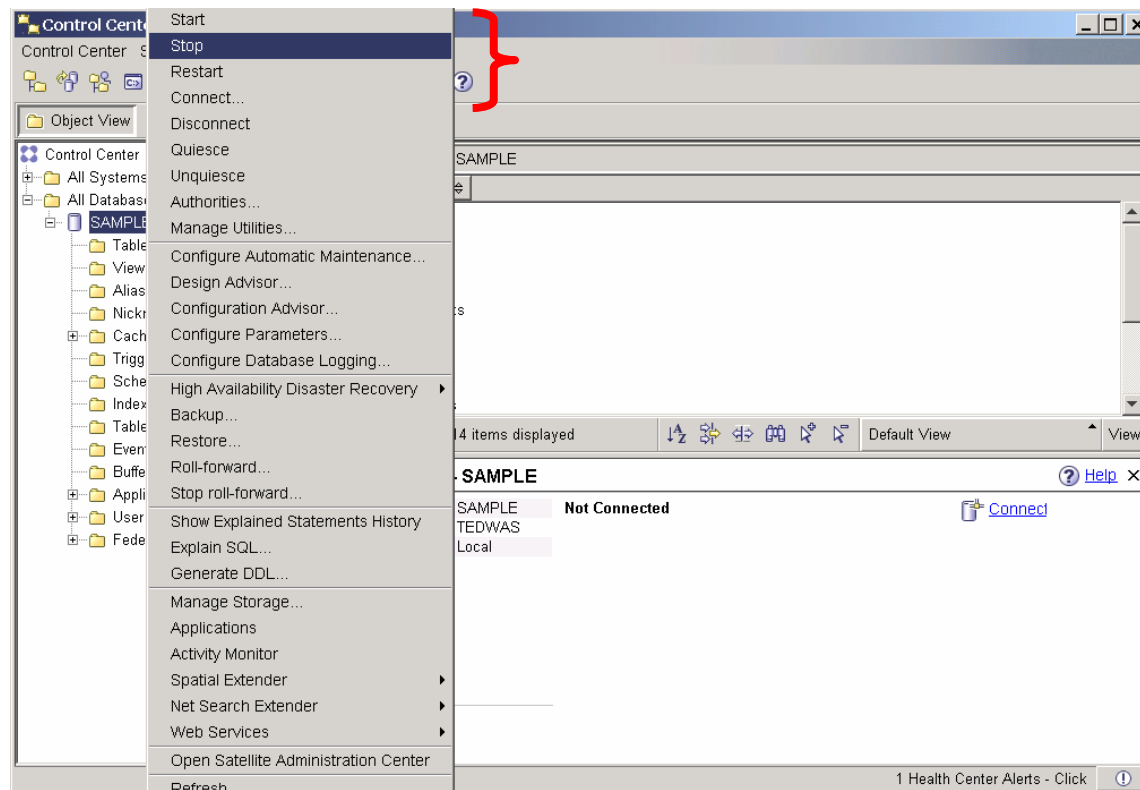 Control Cent
Control Center S
Object View
Control Center
All Systems
All Databas
SAMPLE
Table
View
Alias
Nickn
Cach
Trigg
Sche
Index
Table
Even
Buffe
Appli
User
Fede
Start
Stop
Restart
Connect...
Disconnect
Quiesce
Unquiesce
Authorities...
Manage Utilities...
Configure Automatic Maintenance...
Design Advisor...
Configuration Advisor...
Configure Parameters...
Configure Database Logging...
High Availability Disaster Recovery
Backup...
Restore...
Roll-forward...
Stop roll-forward...
Show Explained Statements History
Explain SQL...
Generate DDL...
Manage Storage...
Applications
Activity Monitor
Spatial Extender
Net Search Extender
Web Services
Open Satellite Administration Center
Refresh
SAMPLE
14 items displayed
Default View
View
- SAMPLE
Help
SAMPLE
Not Connected
Connect
TEDWAS
Local
1 Health Center Alerts - Click